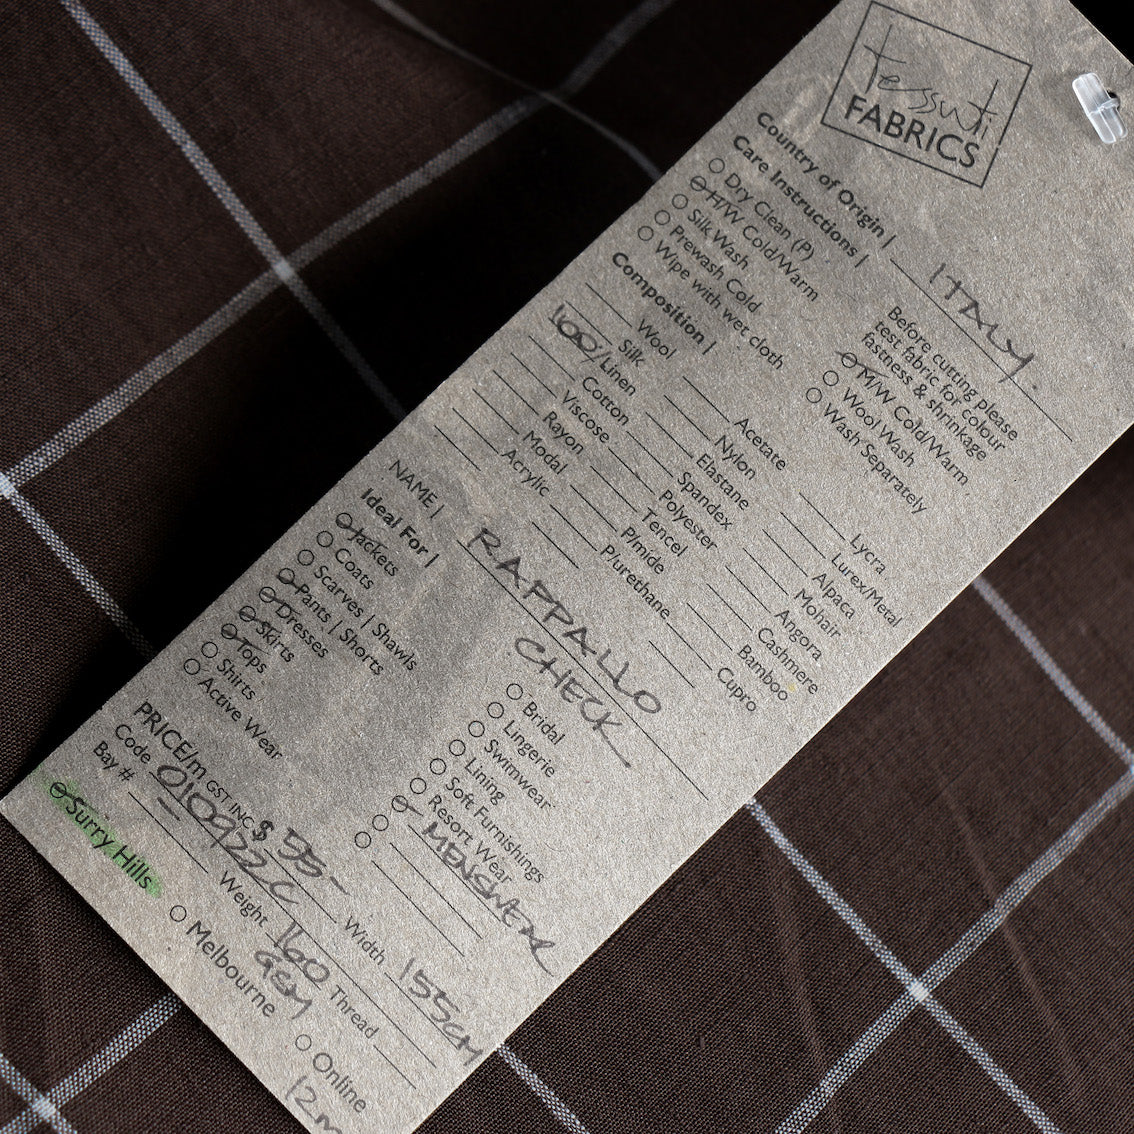 Tessuti
FABRICS
Country of Origin | ITALY.
Care Instructions |
Dry Clean (P)
H/W Cold/Warm
Silk Wash
Prewash Cold
Wipe with wet cloth
Before cutting please
test fabric for colour
fastness & shrinkage
M/W Cold/Warm
Wool Wash
Wash Separately
Composition |
Wool
Silk
100/Linen
Cotton
Viscose
Rayon
Modal
Acrylic
Acetate
Nylon
Elastane
Spandex
Polyester
Tencel
P/mide
P/urethane
Lycra
Lurex/Metal
Alpaca
Mohair
Angora
Cashmere
Bamboo
Cupro
NAME | RAPPALLO
CHECK
Ideal For |
Jackets
Coats
Scarves | Shawls
Pants | Shorts
Dresses
Skirts
Tops
Shirts
Active Wear
Bridal
Lingerie
Swimwear
Lining
Soft Furnishings
Resort Wear
MENSWEAR
PRICE/m GST INC $ 55-
Code 010922C
Width 155CM
Bay #
Weight 160
GSM
Thread
Surry Hills
Melbourne
Online
12m